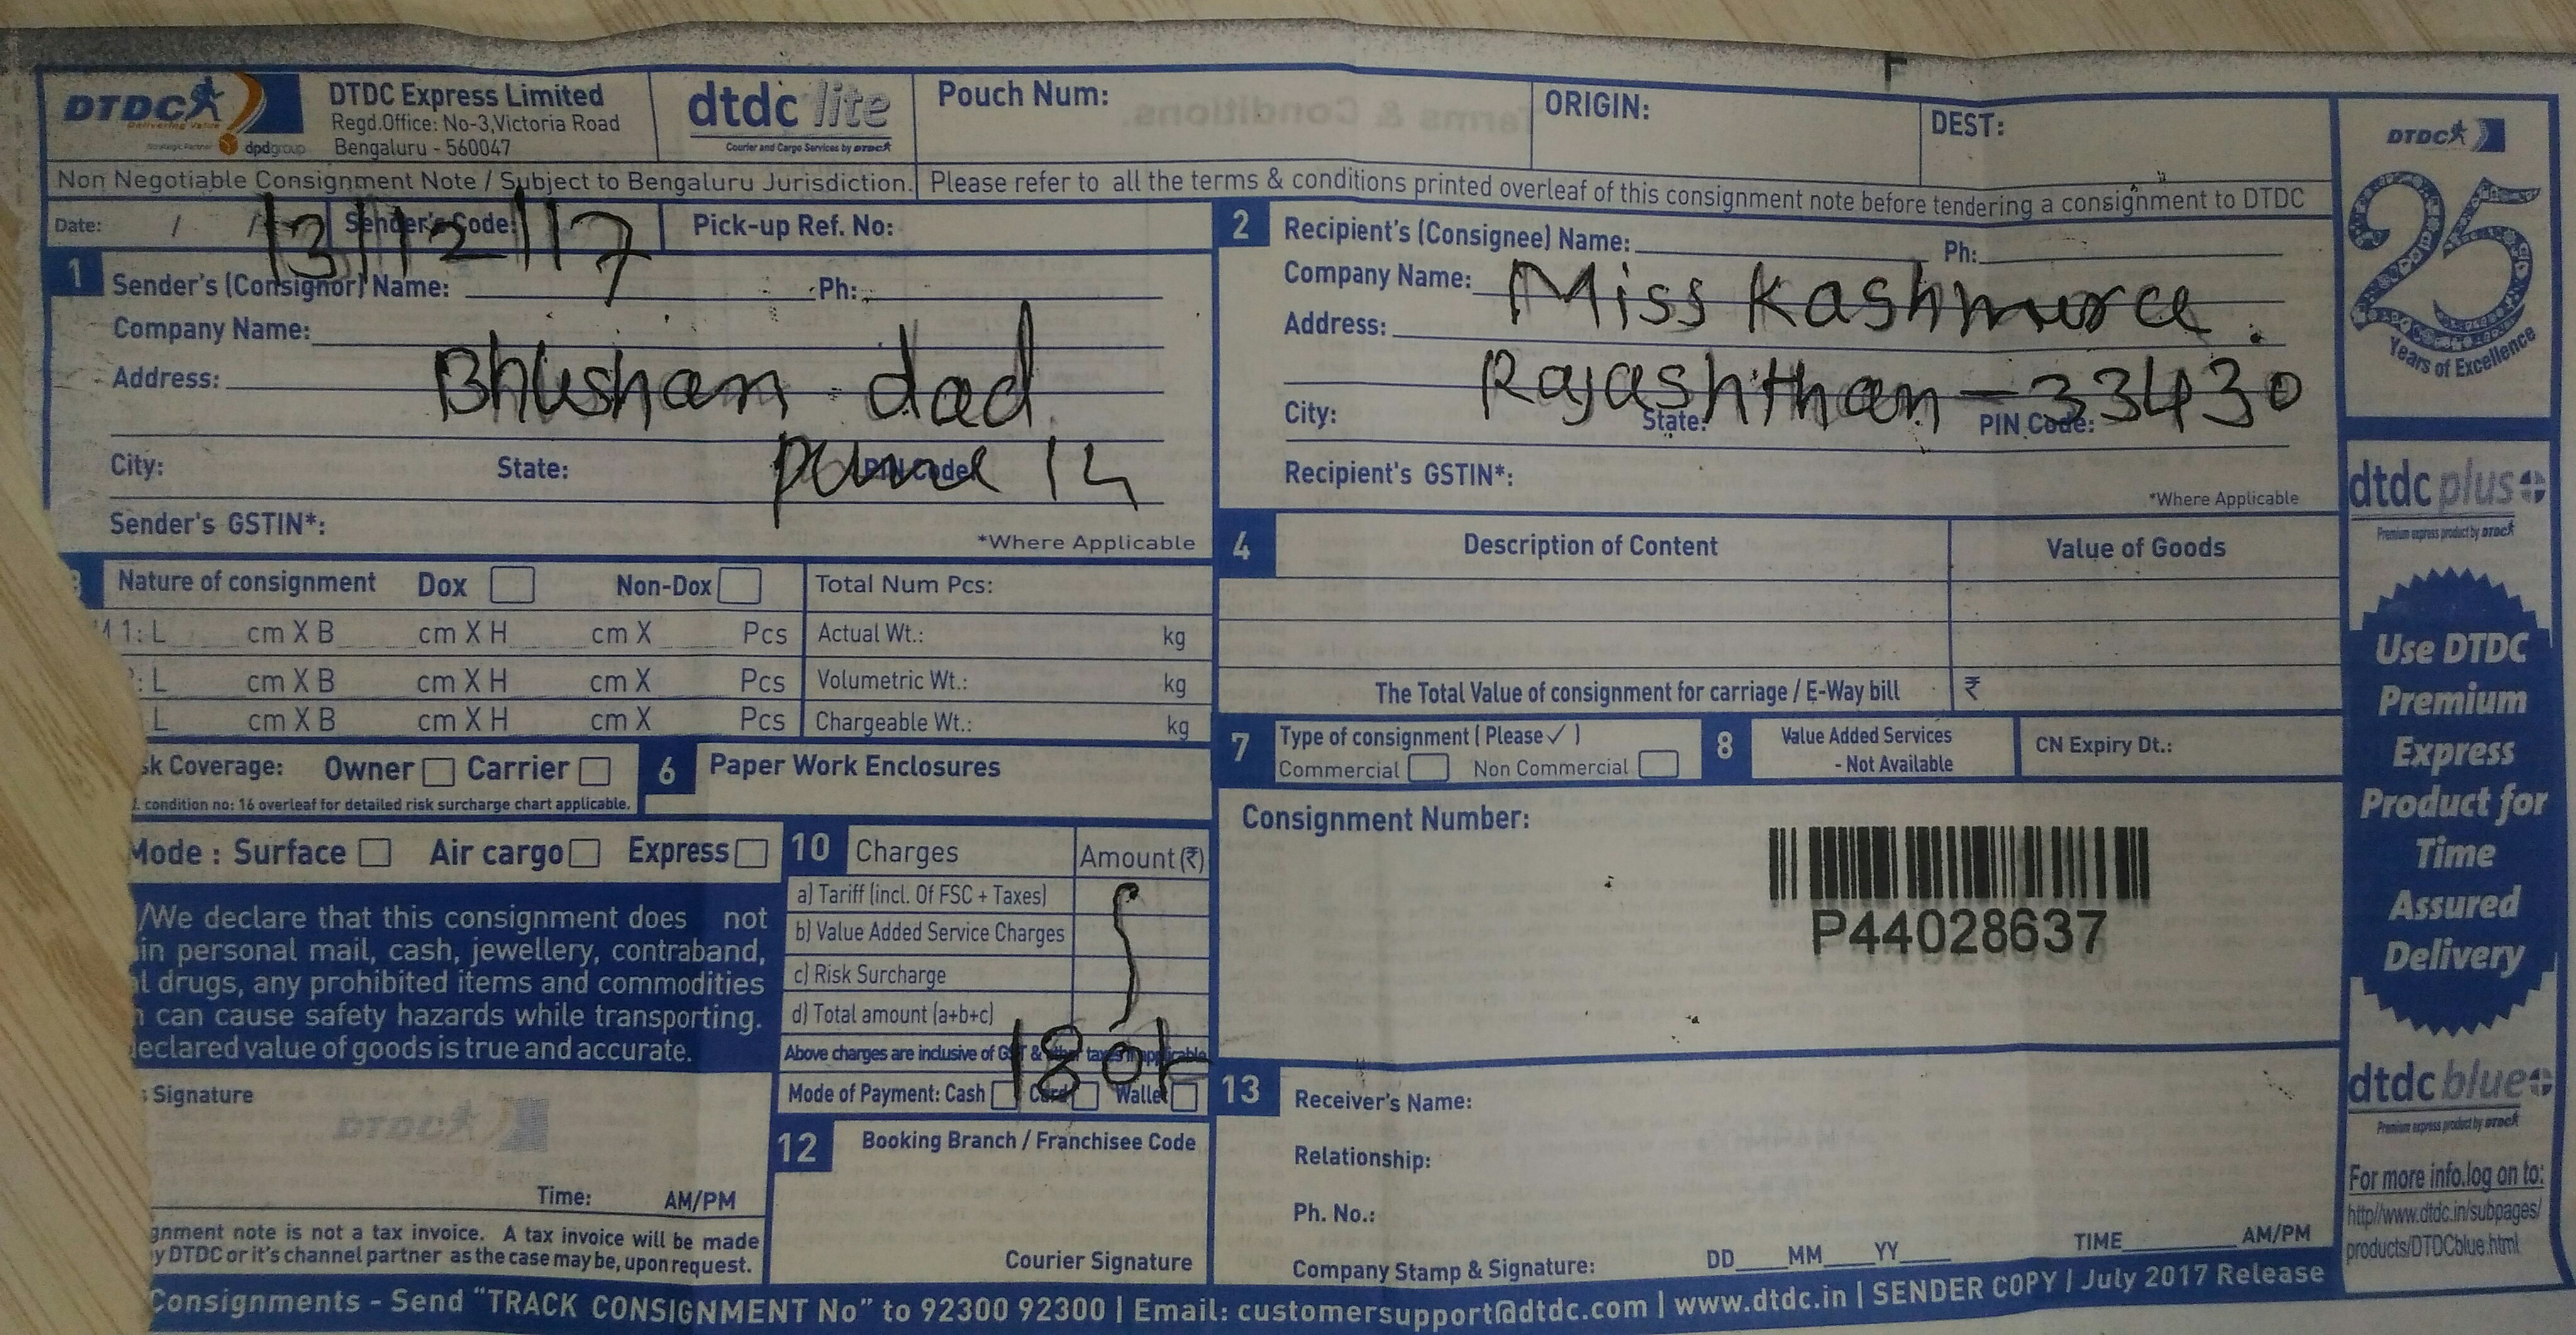 DTDC
Delivering Value
Strategic Partner dpdgroup
DTDC Express Limited
Regd.Office: No-3,Victoria Road
Bengaluru - 560047
dtdc lite
Courier and Cargo Services by DTDC
Pouch Num:
ORIGIN:
DEST:
Non Negotiable Consignment Note / Subject to Bengaluru Jurisdiction.
Please refer to all the terms & conditions printed overleaf of this consignment note before tendering a consignment to DTDC
Date: / /
Sender's Code:
13/12/17
Pick-up Ref. No:
1 Sender's (Consignor) Name: Ph:
Company Name:
Address: Bhushan dad
City: State: PIN Code:
pune 14
Sender's GSTIN*:
*Where Applicable
2 Recipient's (Consignee) Name: Ph:
Company Name: Miss
Address:
Rajashthan - 33430
City: State: PIN Code:
Recipient's GSTIN*:
*Where Applicable
Nature of consignment Dox Non-Dox
1: L cm X B cm X H cm X Pcs
: L cm X B cm X H cm X Pcs
L cm X B cm X H cm X Pcs
Total Num Pcs:
Actual Wt.: kg
Volumetric Wt.: kg
Chargeable Wt.: kg
4 Description of Content Value of Goods
The Total Value of consignment for carriage / E-Way bill ₹
sk Coverage: Owner Carrier
. condition no: 16 overleaf for detailed risk surcharge chart applicable.
6 Paper Work Enclosures
7 Type of consignment ( Please ✓ )
Commercial Non Commercial
8 Value Added Services
- Not Available
CN Expiry Dt.:
Mode : Surface Air cargo Express
/We declare that this consignment does not
in personal mail, cash, jewellery, contraband,
l drugs, any prohibited items and commodities
can cause safety hazards while transporting.
eclared value of goods is true and accurate.
Signature
Time: AM/PM
gnment note is not a tax invoice. A tax invoice will be made
y DTDC or it's channel partner as the case may be, upon request.
10 Charges Amount (₹)
a) Tariff (incl. Of FSC + Taxes)
b) Value Added Service Charges
c) Risk Surcharge
d) Total amount (a+b+c)
Above charges are inclusive of GST & other taxes if applicable
Mode of Payment: Cash Card Wallet
12 Booking Branch / Franchisee Code
Courier Signature
Consignment Number:
P44028637
13 Receiver's Name:
Relationship:
Ph. No.:
Company Stamp & Signature: DD MM YY TIME AM/PM
DTDC
25
Years of Excellence
dtdc plus
Premium express product by DTDC
Use DTDC
Premium
Express
Product for
Time
Assured
Delivery
dtdc blue
Premium express product by DTDC
For more info.log on to:
http//www.dtdc.in/subpages/
products/DTDCblue.html
Consignments - Send "TRACK CONSIGNMENT No" to 92300 92300 | Email: customersupport@dtdc.com | www.dtdc.in | SENDER COPY / July 2017 Release